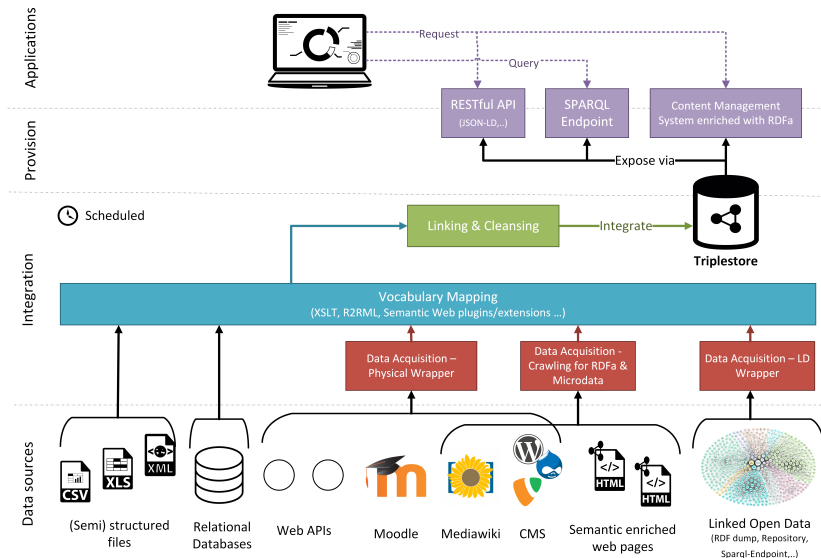 Applications
Request
Query
RESTful API
(JSON-LD,..)
SPARQL
Endpoint
Content Management
System enriched with RDFa
Provision
Expose via
Scheduled
Linking & Cleansing
Integrate
Triplestore
Integration
Vocabulary Mapping
(XSLT, R2RML, Semantic Web plugins/extensions …)
Data Acquisition –
Physical Wrapper
Data Acquisition -
Crawling for RDFa &
Microdata
Data Acquisition – LD
Wrapper
Data sources
CSV
XLS
XML
HTML
HTML
(Semi) structured
files
Relational
Databases
Web APIs
Moodle
Mediawiki
CMS
Semantic enriched
web pages
Linked Open Data
(RDF dump, Repository,
Sparql-Endpoint,..)